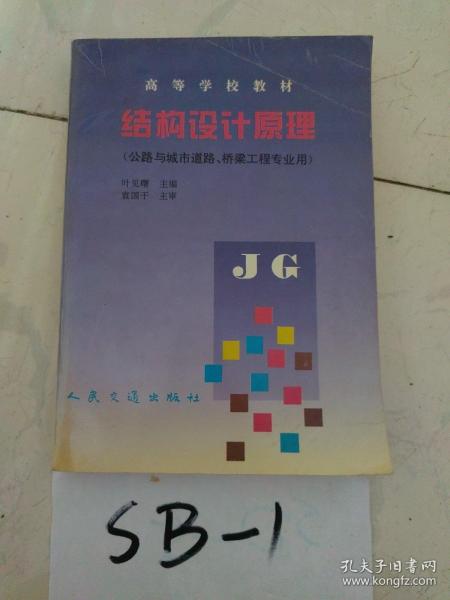 高等学校教材
结构设计原理
(公路与城市道路、桥梁工程专业用)
叶见曙 主编
袁国干 主审
JG
人民交通出版社
SB-1
孔夫子旧书网
www.kongfz.com